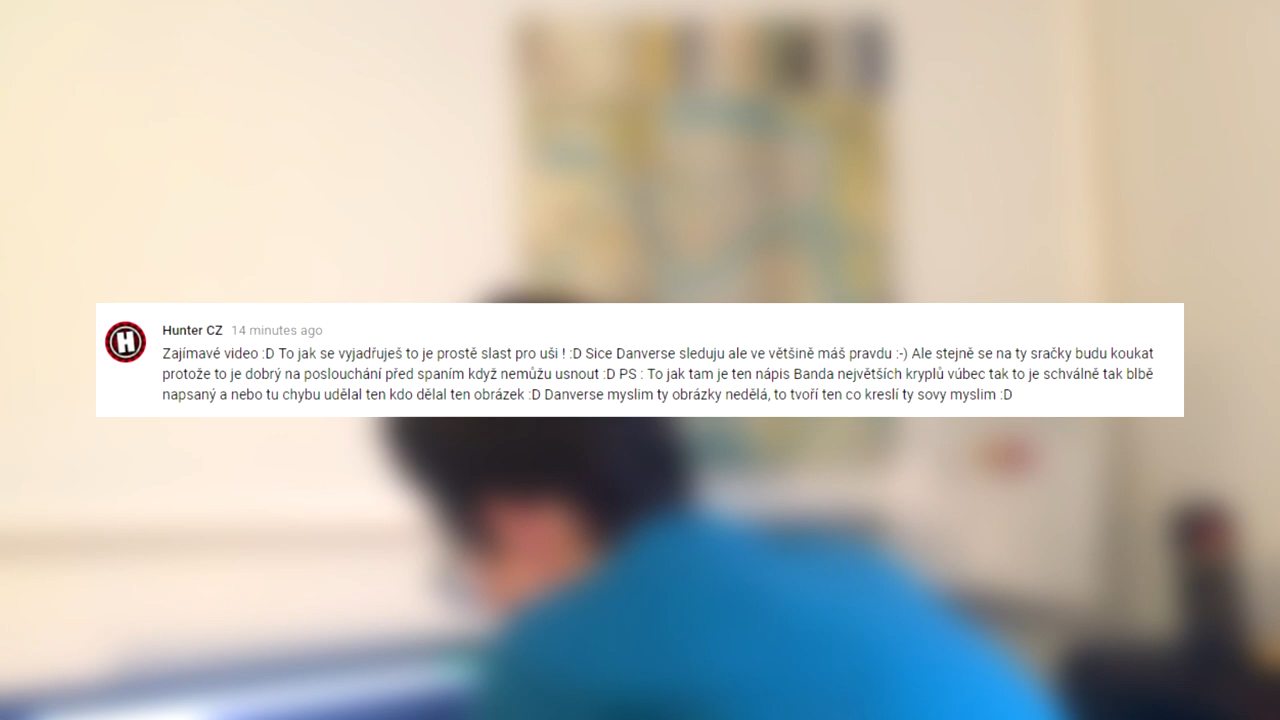 H
Hunter CZ 14 minutes ago
Zajímavé video :D To jak se vyjadřuješ to je prostě slast pro uši ! :D Sice Danverse sleduju ale ve většině máš pravdu :-) Ale stejně se na ty sračky budu koukat
protože to je dobrý na poslouchání před spaním když nemůžu usnout :D PS : To jak tam je ten nápis Banda největších kryplů vúbec tak to je schválně tak blbě
napsaný a nebo tu chybu udělal ten kdo dělal ten obrázek :D Danverse myslim ty obrázky nedělá, to tvoří ten co kreslí ty sovy myslim :D